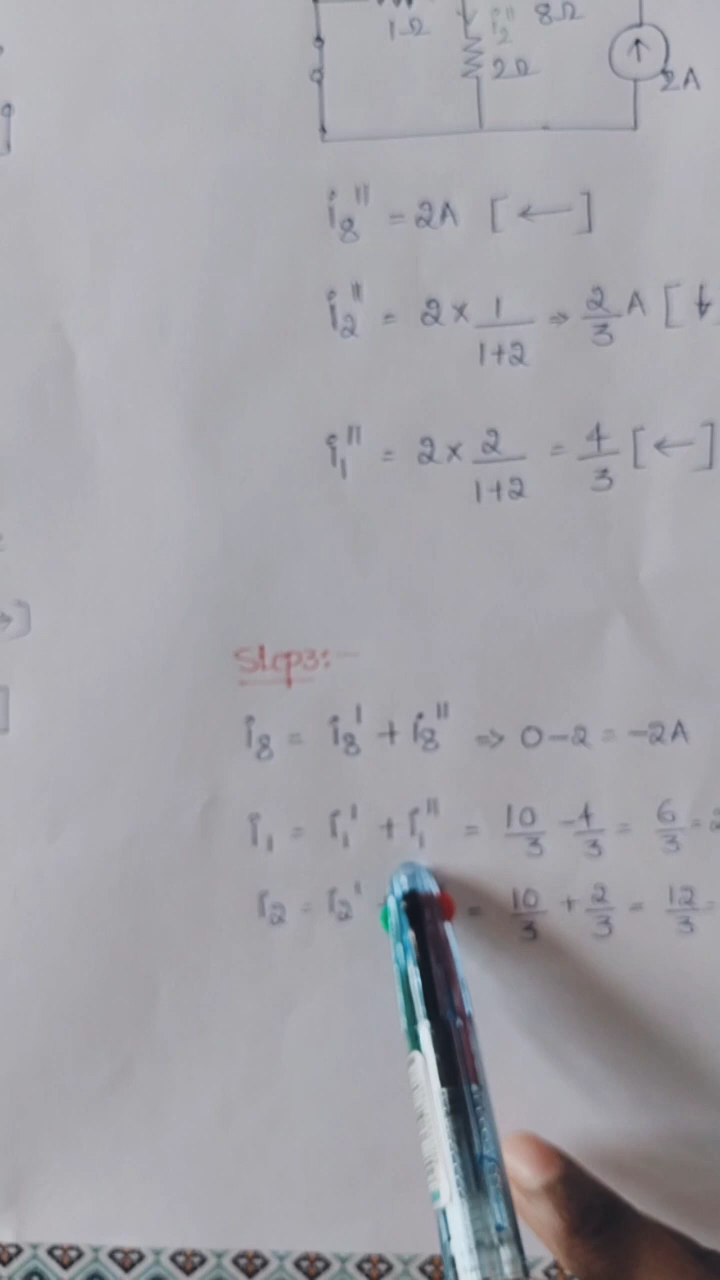 1Ω i₂'' 8Ω
2Ω 2A
i₈'' = 2A [←]
i₂'' = 2 × 1/(1+2) ⇒ 2/3 A [↓
i₁'' = 2 × 2/(1+2) = 4/3 [←]
Step3:-
i₈ = i₈' + i₈'' ⇒ 0-2 = -2A
I₁ = I₁' + I₁'' = 10/3 - 4/3 = 6/3 = 2
I₂ = I₂' = 10/3 + 2/3 = 12/3 =